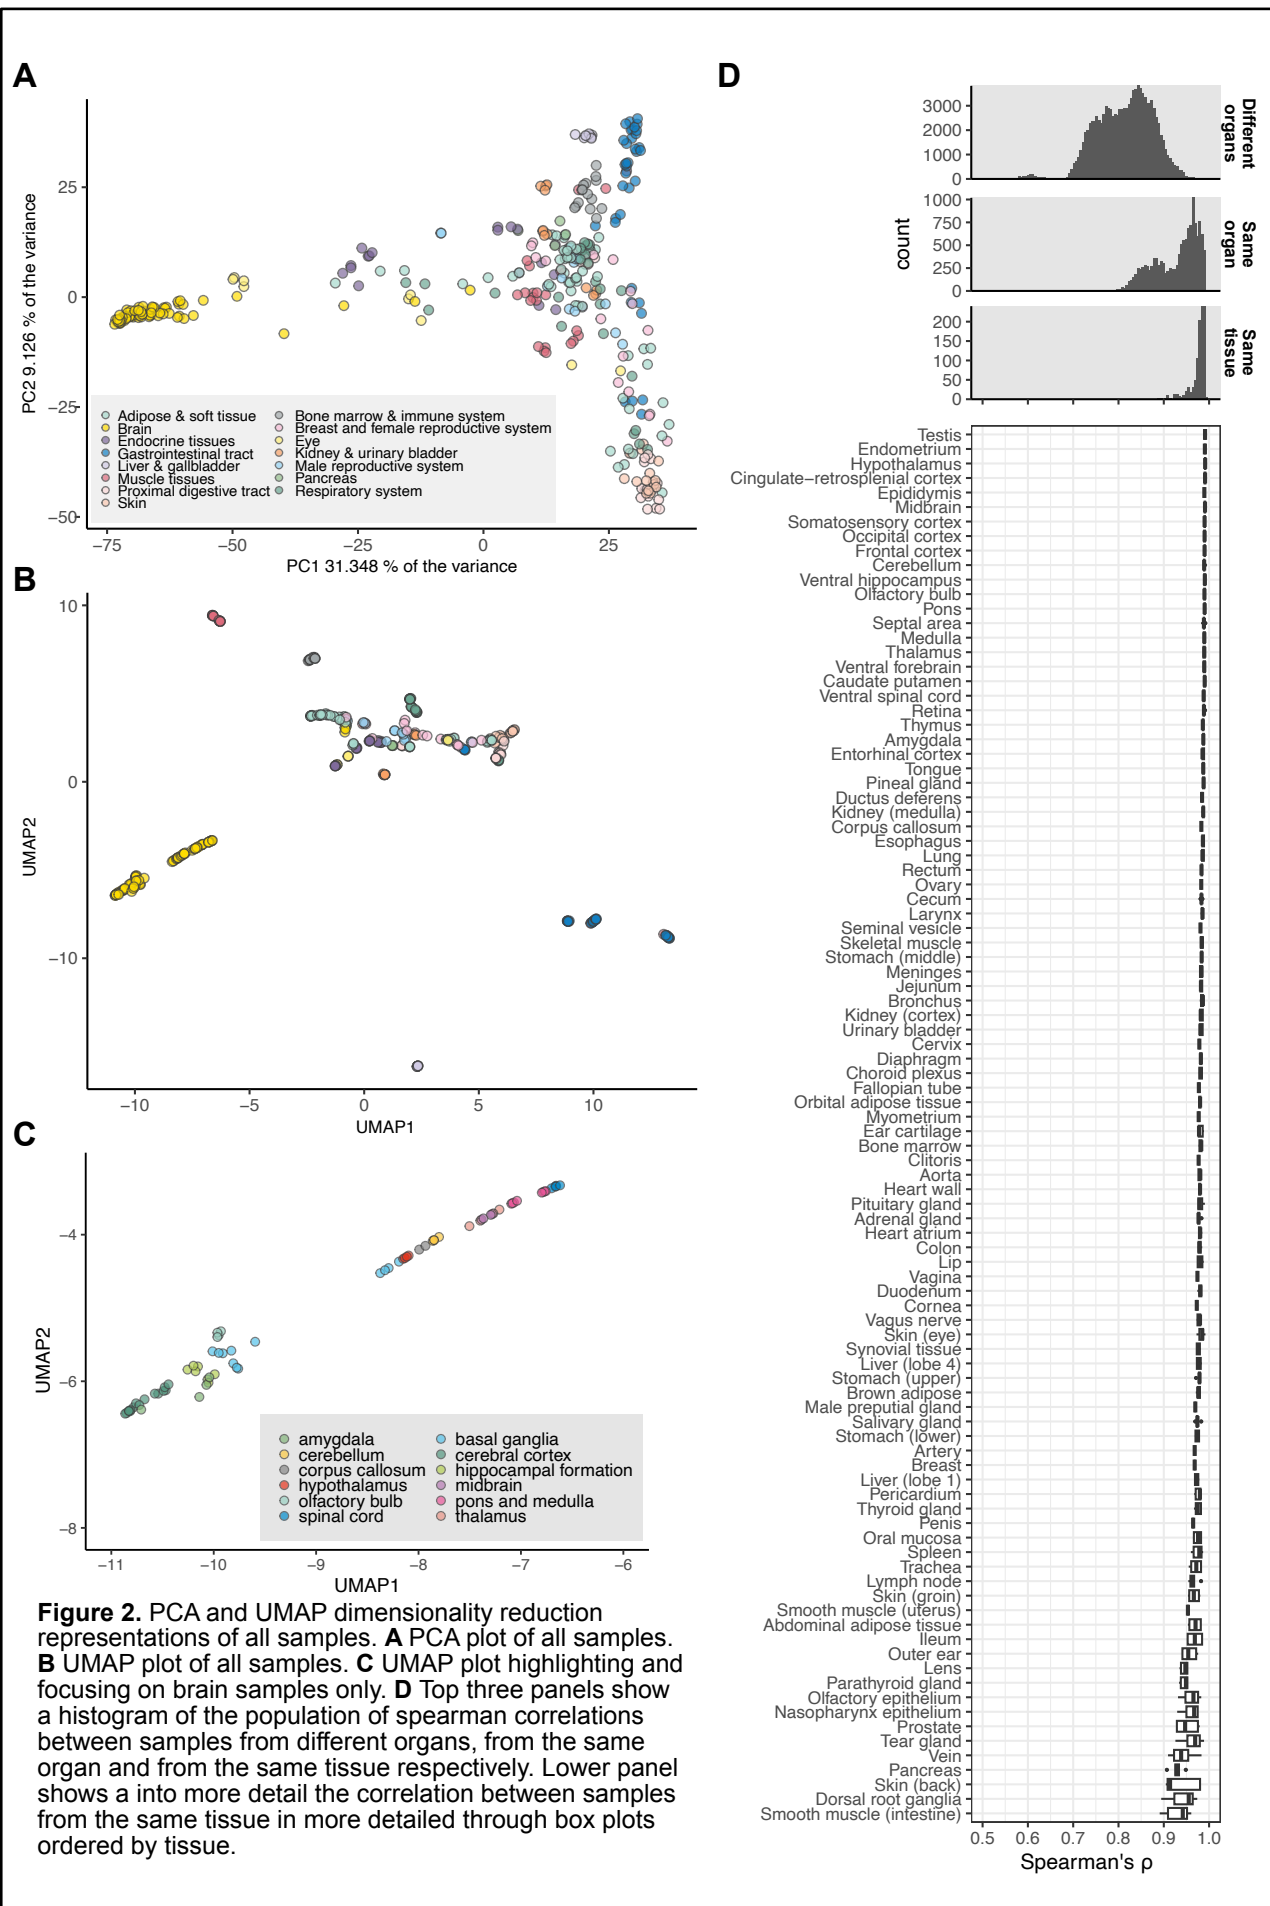 A
PC2 9.126 % of the variance
25
0
−25
−50
−75
−50
−25
0
25
PC1 31.348 % of the variance
Adipose & soft tissue
Brain
Endocrine tissues
Gastrointestinal tract
Liver & gallbladder
Muscle tissues
Proximal digestive tract
Skin
Bone marrow & immune system
Breast and female reproductive system
Eye
Kidney & urinary bladder
Male reproductive system
Pancreas
Respiratory system
B
UMAP2
10
0
−10
−10
−5
0
5
10
UMAP1
C
UMAP2
−4
−6
−8
−11
−10
−9
−8
−7
−6
UMAP1
amygdala
cerebellum
corpus callosum
hypothalamus
olfactory bulb
spinal cord
basal ganglia
cerebral cortex
hippocampal formation
midbrain
pons and medulla
thalamus
Figure 2. PCA and UMAP dimensionality reduction
representations of all samples. A PCA plot of all samples.
B UMAP plot of all samples. C UMAP plot highlighting and
focusing on brain samples only. D Top three panels show
a histogram of the population of spearman correlations
between samples from different organs, from the same
organ and from the same tissue respectively. Lower panel
shows a into more detail the correlation between samples
from the same tissue in more detailed through box plots
ordered by tissue.
D
count
3000
2000
1000
0
Different
organs
1000
750
500
250
0
Same
organ
200
150
100
50
0
Same
tissue
Testis
Endometrium
Hypothalamus
Cingulate−retrosplenial cortex
Epididymis
Midbrain
Somatosensory cortex
Occipital cortex
Frontal cortex
Cerebellum
Ventral hippocampus
Olfactory bulb
Pons
Septal area
Medulla
Thalamus
Ventral forebrain
Caudate putamen
Ventral spinal cord
Retina
Thymus
Amygdala
Entorhinal cortex
Tongue
Pineal gland
Ductus deferens
Kidney (medulla)
Corpus callosum
Esophagus
Lung
Rectum
Ovary
Cecum
Larynx
Seminal vesicle
Skeletal muscle
Stomach (middle)
Meninges
Jejunum
Bronchus
Kidney (cortex)
Urinary bladder
Cervix
Diaphragm
Choroid plexus
Fallopian tube
Orbital adipose tissue
Myometrium
Ear cartilage
Bone marrow
Clitoris
Aorta
Heart wall
Pituitary gland
Adrenal gland
Heart atrium
Colon
Lip
Vagina
Duodenum
Cornea
Vagus nerve
Skin (eye)
Synovial tissue
Liver (lobe 4)
Stomach (upper)
Brown adipose
Male preputial gland
Salivary gland
Stomach (lower)
Artery
Breast
Liver (lobe 1)
Pericardium
Thyroid gland
Penis
Oral mucosa
Spleen
Trachea
Lymph node
Skin (groin)
Smooth muscle (uterus)
Abdominal adipose tissue
Ileum
Outer ear
Lens
Parathyroid gland
Olfactory epithelium
Nasopharynx epithelium
Prostate
Tear gland
Vein
Pancreas
Skin (back)
Dorsal root ganglia
Smooth muscle (intestine)
0.5
0.6
0.7
0.8
0.9
1.0
Spearman's ρ